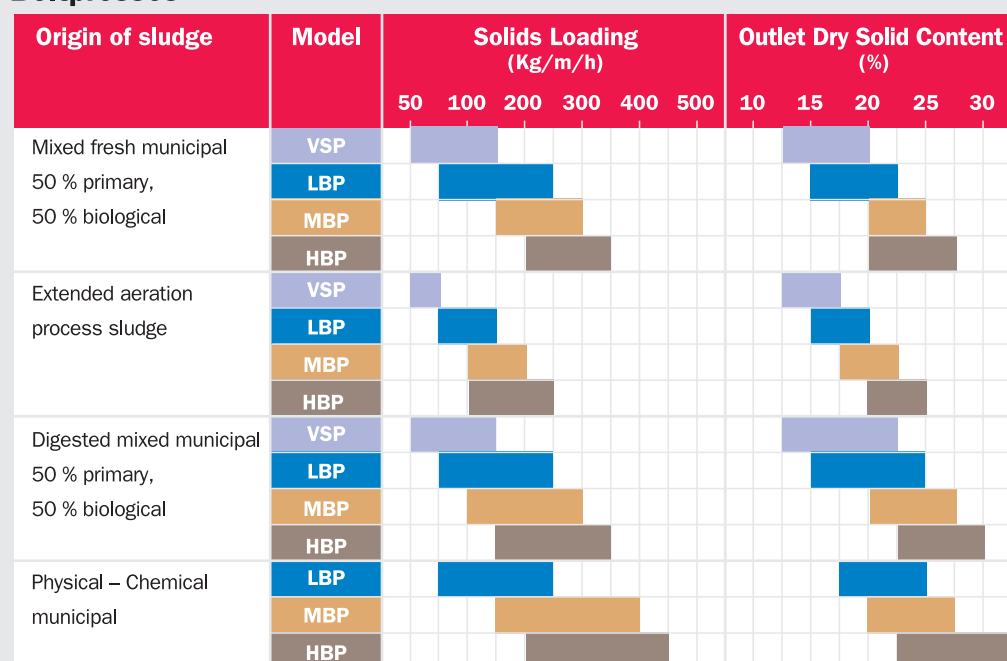 Origin of sludge
Model
Solids Loading
(Kg/m/h)
Outlet Dry Solid Content
(%)
50 100 200 300 400 500
10 15 20 25 30
Mixed fresh municipal
50 % primary,
50 % biological
VSP
LBP
MBP
HBP
Extended aeration
process sludge
VSP
LBP
MBP
HBP
Digested mixed municipal
50 % primary,
50 % biological
VSP
LBP
MBP
HBP
Physical – Chemical
municipal
LBP
MBP
HBP